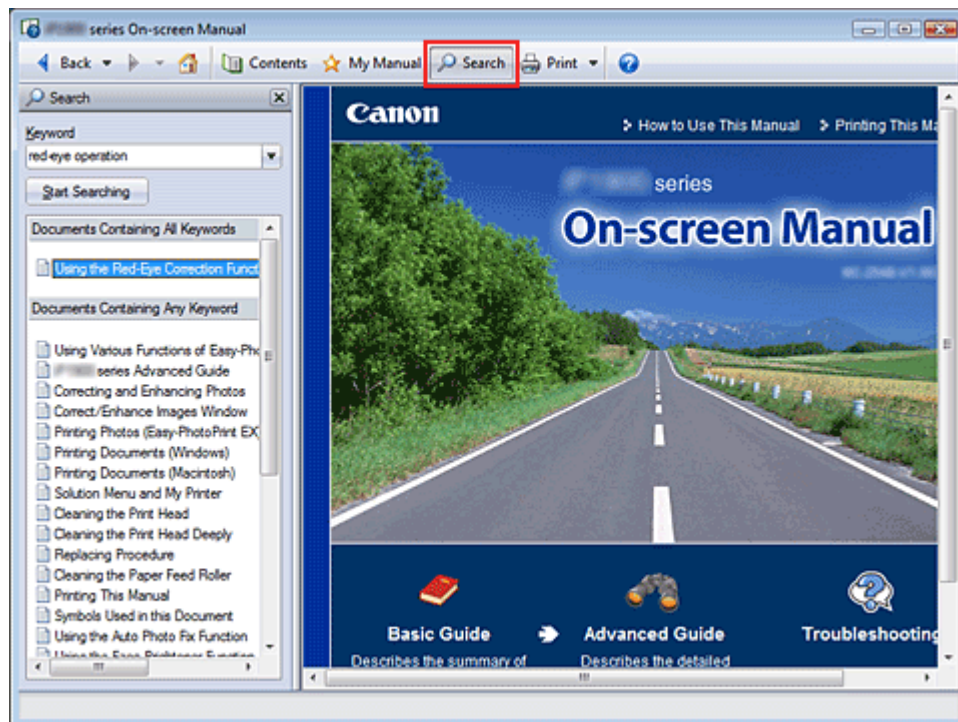 series On-screen Manual
Back Contents My Manual Search Print
Search
Keyword
red-eye operation
Start Searching
Documents Containing All Keywords
Using the Red-Eye Correction Funct
Documents Containing Any Keyword
Using Various Functions of Easy-Pho
series Advanced Guide
Correcting and Enhancing Photos
Correct/Enhance Images Window
Printing Photos (Easy-PhotoPrint EX)
Printing Documents (Windows)
Printing Documents (Macintosh)
Solution Menu and My Printer
Cleaning the Print Head
Cleaning the Print Head Deeply
Replacing Procedure
Cleaning the Paper Feed Roller
Printing This Manual
Symbols Used in this Document
Using the Auto Photo Fix Function
Using the Face Brightener Function
Canon
How to Use This Manual Printing This Ma
series
On-screen Manual
Basic Guide Advanced Guide Troubleshooting
Describes the summary of Describes the detailed